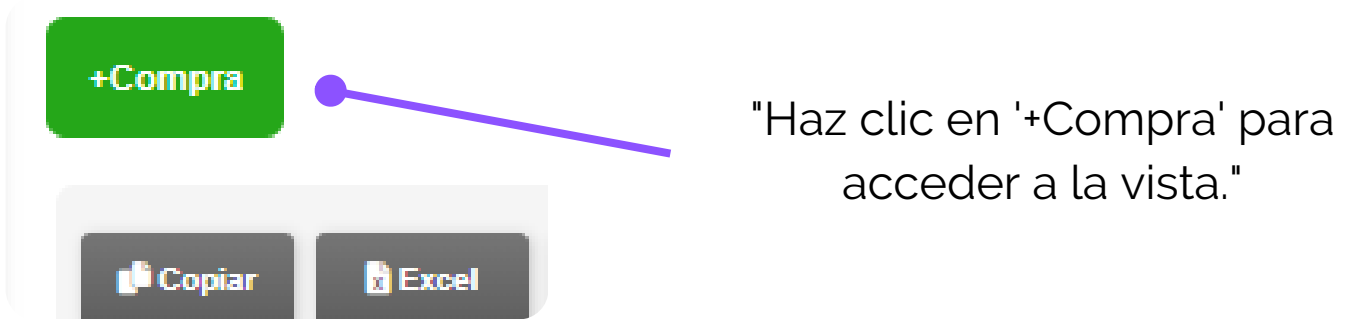 +Compra
"Haz clic en '+Compra' para
acceder a la vista."
Copiar
Excel